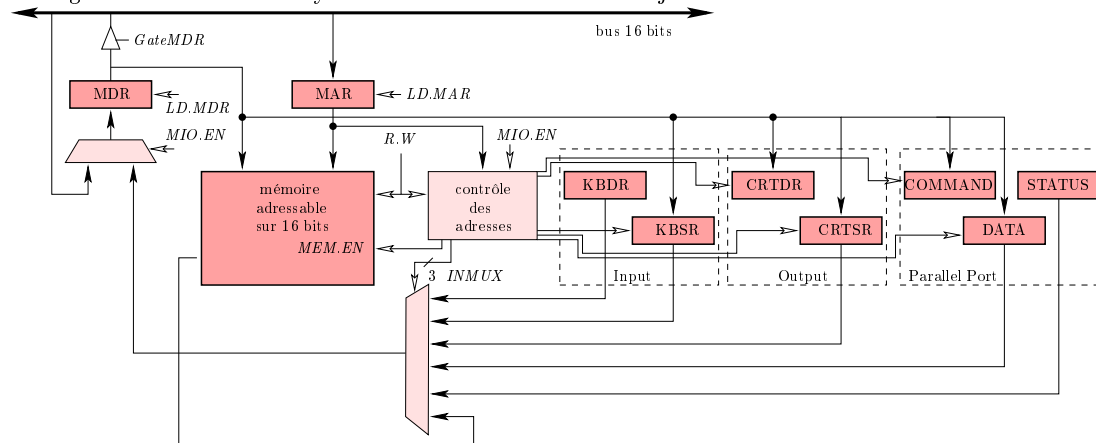 bus 16 bits
GateMDR
MDR
LD.MDR
MAR
LD.MAR
MIO.EN
R.W
MIO.EN
mémoire
adressable
sur 16 bits
MEM.EN
contrôle
des
adresses
KBDR
KBSR
Input
CRTDR
CRTSR
Output
COMMAND
STATUS
DATA
Parallel Port
3 INMUX